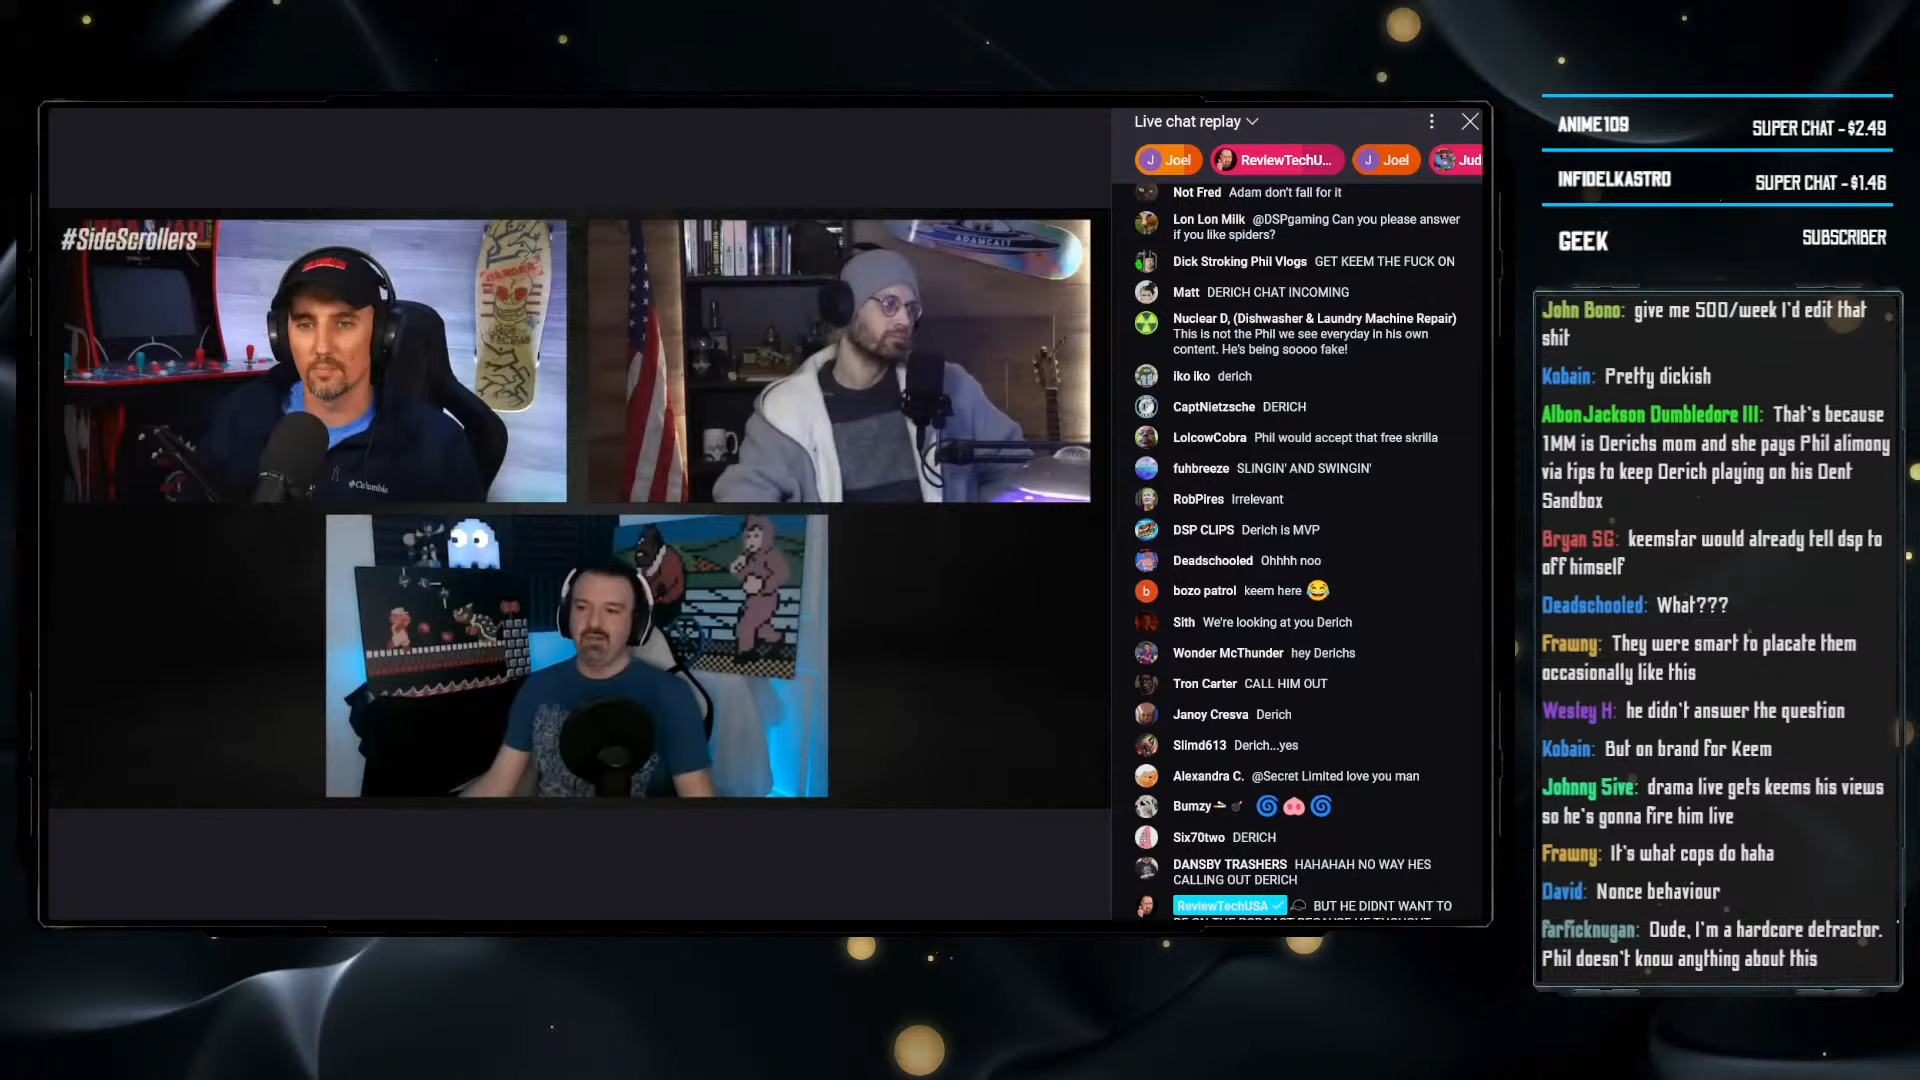 #SideScrollers
ADAMCAST
Columbia
Live chat replay
J Joel
ReviewTechU...
J Joel
Jud
Not Fred Adam don't fall for it
Lon Lon Milk @DSPgaming Can you please answer
if you like spiders?
Dick Stroking Phil Vlogs GET KEEM THE FUCK ON
Matt DERICH CHAT INCOMING
Nuclear D, (Dishwasher & Laundry Machine Repair)
This is not the Phil we see everyday in his own
content. He's being soooo fake!
iko iko derich
CaptNietzsche DERICH
LolcowCobra Phil would accept that free skrilla
fuhbreeze SLINGIN' AND SWINGIN'
RobPires Irrelevant
DSP CLIPS Derich is MVP
Deadschooled Ohhhh noo
b bozo patrol keem here 😂
Sith We're looking at you Derich
Wonder McThunder hey Derichs
Tron Carter CALL HIM OUT
Janoy Cresva Derich
Slimd613 Derich...yes
Alexandra C. @Secret Limited love you man
Bumzy🚬💣 🌀🐽🌀
Six70two DERICH
DANSBY TRASHERS HAHAHAH NO WAY HES
CALLING OUT DERICH
ReviewTechUSA BUT HE DIDNT WANT TO
ANIME109 SUPER CHAT - $2.49
INFIDELKASTRO SUPER CHAT - $1.46
GEEK SUBSCRIBER
John Bono: give me 500/week I'd edit that
shit
Kobain: Pretty dickish
AlbonJackson Dumbledore III: That's because
1MM is Derichs mom and she pays Phil alimony
via tips to keep Derich playing on his Dent
Sandbox
Bryan SG: keemstar would already tell dsp to
off himself
Deadschooled: What???
Frawny: They were smart to placate them
occasionally like this
Wesley H: he didn't answer the question
Kobain: But on brand for Keem
Johnny 5ive: drama live gets keems his views
so he's gonna fire him live
Frawny: It's what cops do haha
David: Nonce behaviour
farficknugan: Dude, I'm a hardcore detractor.
Phil doesn't know anything about this